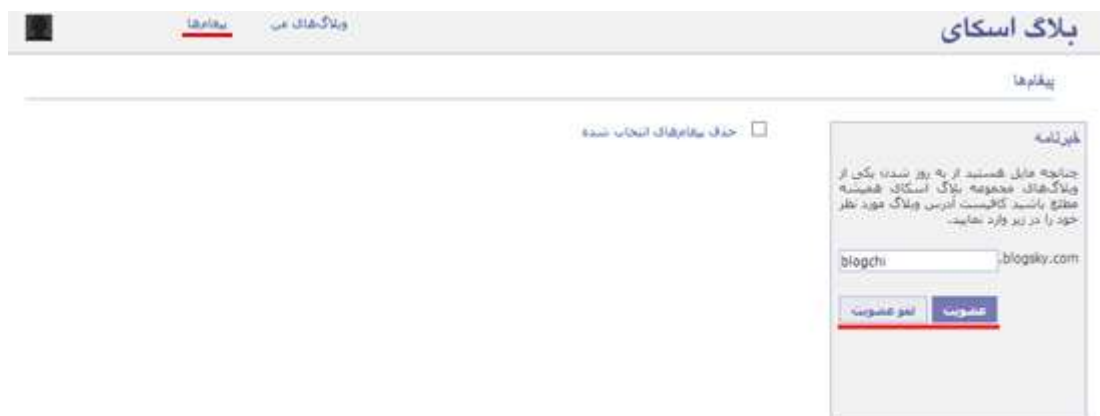 بلاگ اسکای
وبلاگ‌های من
پیغام‌ها
پیغام‌ها
خبرنامه
چنانچه مایل هستید از به روز شدن یکی از
وبلاگ‌های مجموعه بلاگ اسکای همیشه
مطلع باشید کافیست آدرس وبلاگ مورد نظر
خود را در زیر وارد نمایید.
blogchi .blogsky.com
عضویت
لغو عضویت
حذف پیغام‌های انتخاب شده